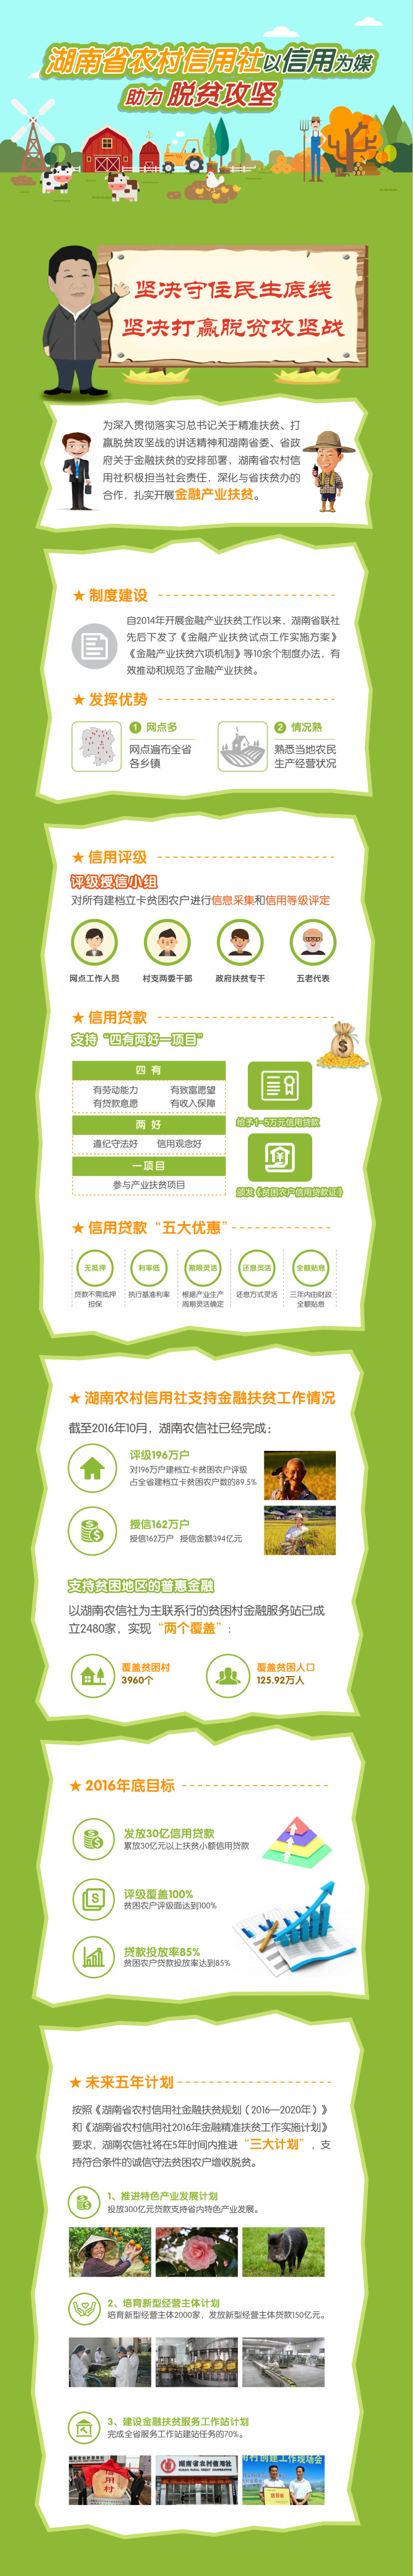 湖南省农村信用社以信用为媒
助力 脱贫攻坚
坚决守住民生底线
坚决打赢脱贫攻坚战
为深入贯彻落实习总书记关于精准扶贫、打
赢脱贫攻坚战的讲话精神和湖南省委、省政
府关于金融扶贫的安排部署，湖南省农村信
用社积极担当社会责任，深化与省扶贫办的
合作，扎实开展金融产业扶贫。
★ 制度建设
自2014年开展金融产业扶贫工作以来，湖南省联社
先后下发了《金融产业扶贫试点工作实施方案》
《金融产业扶贫六项机制》等10余个制度办法，有
效推动和规范了金融产业扶贫。
★ 发挥优势
1 网点多
网点遍布全省
各乡镇
2 情况熟
熟悉当地农民
生产经营状况
★ 信用评级
评级授信小组
对所有建档立卡贫困农户进行信息采集和信用等级评定
网点工作人员
村支两委干部
政府扶贫专干
五老代表
★ 信用贷款
支持“四有两好一项目”
四 有
有劳动能力 有致富愿望
有贷款意愿 有收入保障
两 好
遵纪守法好 信用观念好
一项目
参与产业扶贫项目
给予1-5万元信用贷款
颁发《贫困农户信用贷款证》
★ 信用贷款“五大优惠”
无抵押
贷款不需抵押
担保
利率低
执行基准利率
期限灵活
根据产业生产
周期灵活确定
还息灵活
还息方式灵活
全额贴息
三年内由财政
全额贴息
★ 湖南农村信用社支持金融扶贫工作情况
截至2016年10月，湖南农信社已经完成：
评级196万户
对196万户建档立卡贫困农户评级
占全省建档立卡贫困农户数的89.5%
授信162万户
授信162万户 授信金额394亿元
支持贫困地区的普惠金融
以湖南农信社为主联系行的贫困村金融服务站已成
立2480家，实现“两个覆盖”：
覆盖贫困村
3960个
覆盖贫困人口
125.92万人
★ 2016年底目标
发放30亿信用贷款
累放30亿元以上扶贫小额信用贷款
评级覆盖100%
贫困农户评级面达到100%
贷款投放率85%
贫困农户贷款投放率达到85%
★ 未来五年计划
按照《湖南省农村信用社金融扶贫规划（2016—2020年）》
和《湖南省农村信用社2016年金融精准扶贫工作实施计划》
要求，湖南农信社将在5年时间内推进“三大计划”，支
持符合条件的诚信守法贫困农户增收脱贫。
1、推进特色产业发展计划
投放300亿元贷款支持省内特色产业发展。
2、培育新型经营主体计划
培育新型经营主体2000家，发放新型经营主体贷款150亿元。
3、建设金融扶贫服务工作站计划
完成全省服务工作站建站任务的70%。
信用村
湖南省农村信用社
HUNAN RURAL CREDIT COOPERATIVE
用村创建工作现场会